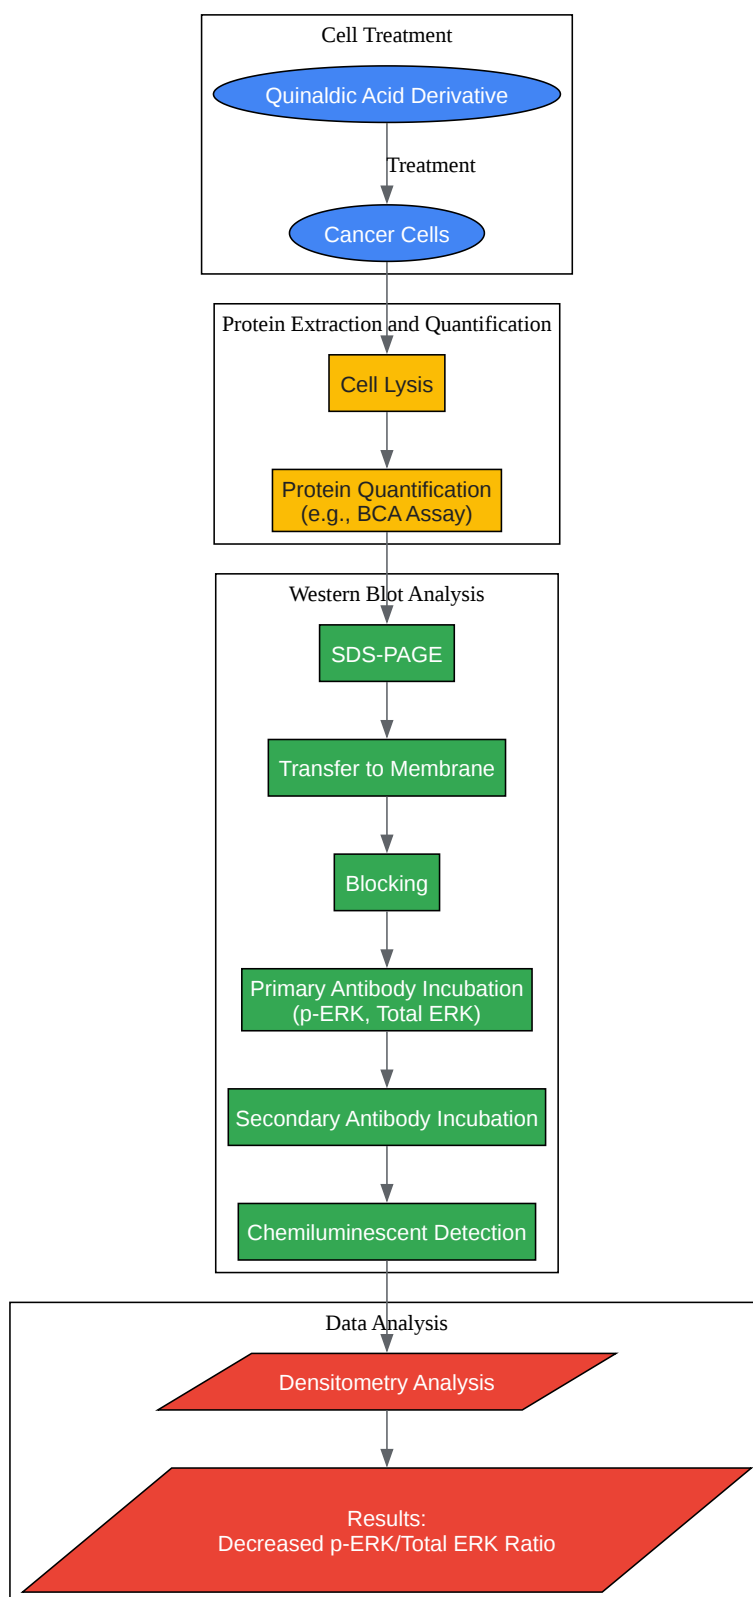 Cell Treatment
Quinaldic Acid Derivative
Treatment
Cancer Cells
Protein Extraction and Quantification
Cell Lysis
Protein Quantification
(e.g., BCA Assay)
Western Blot Analysis
SDS-PAGE
Transfer to Membrane
Blocking
Primary Antibody Incubation
(p-ERK, Total ERK)
Secondary Antibody Incubation
Chemiluminescent Detection
Data Analysis
Densitometry Analysis
Results:
Decreased p-ERK/Total ERK Ratio